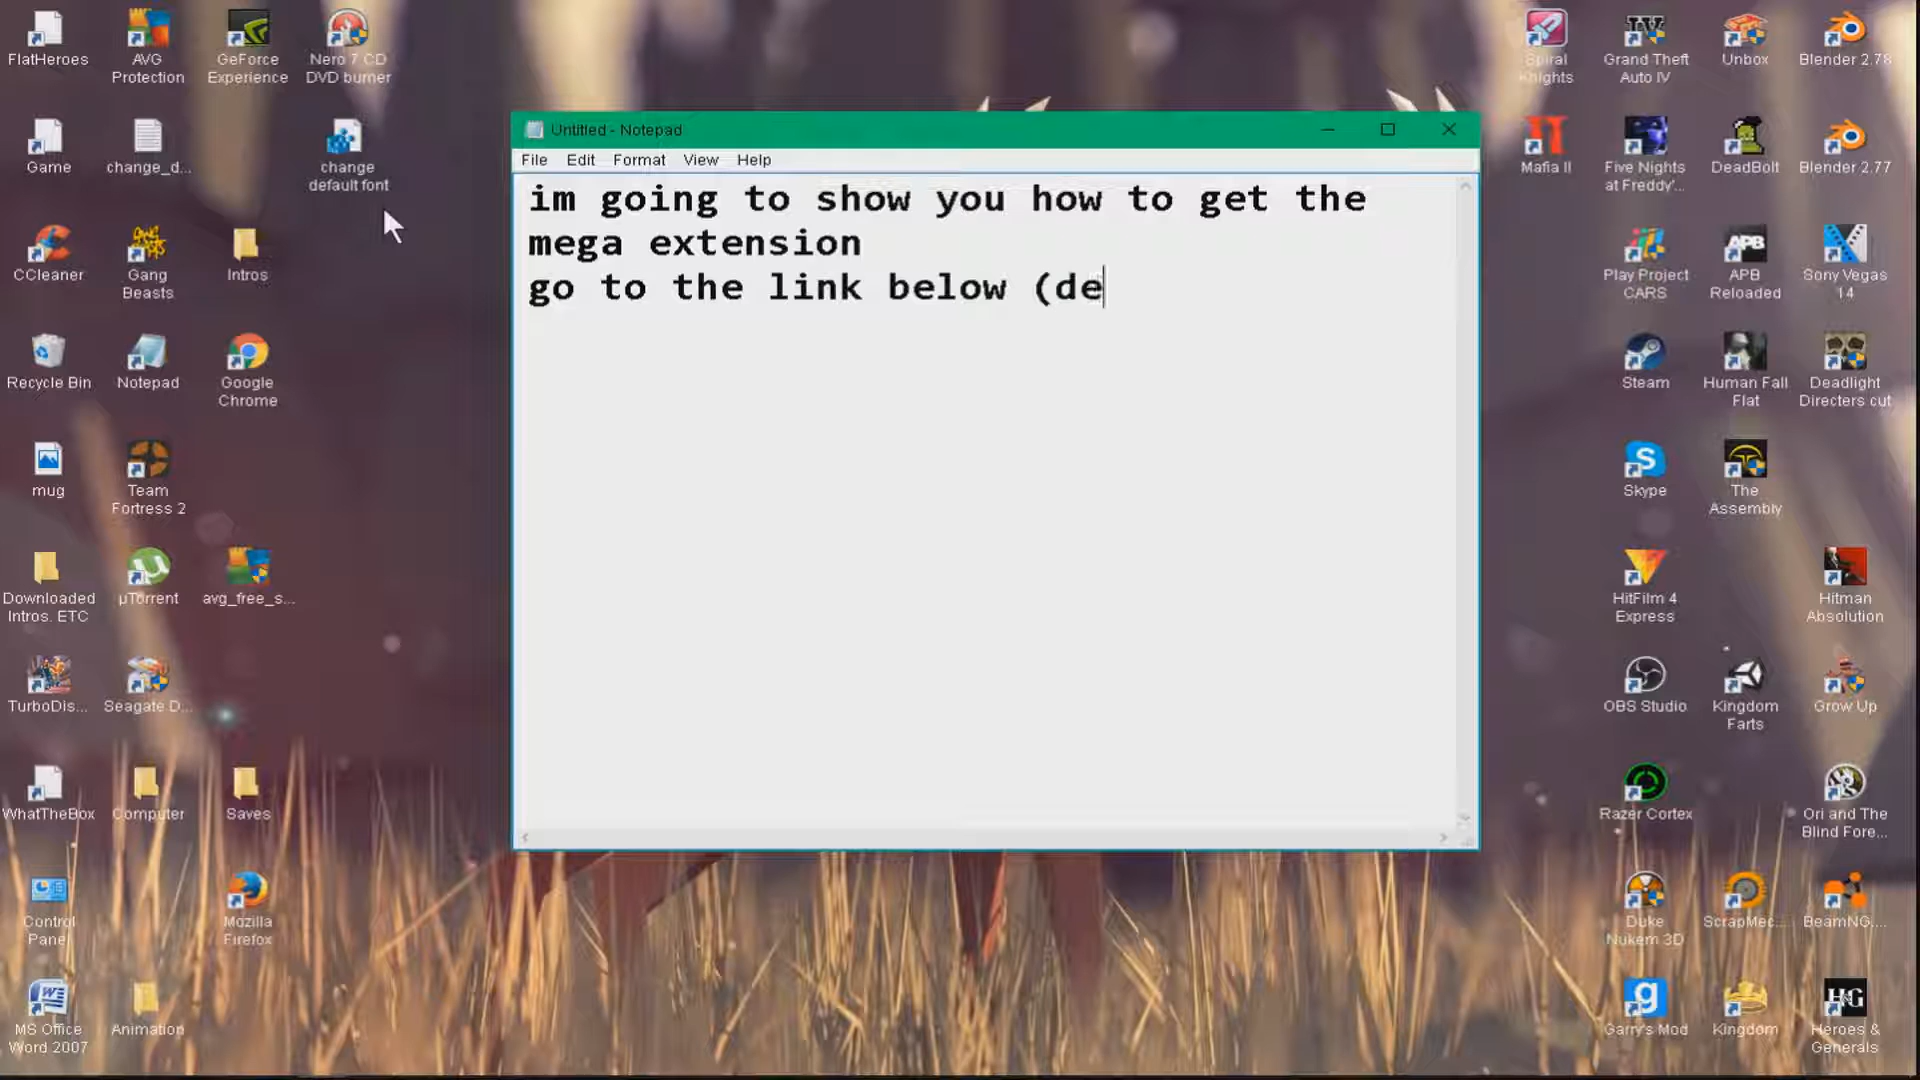 FlatHeroes
AVG
Protection
GeForce
Experience
Nero 7 CD
DVD burner
Spiral
Knights
Grand Theft
Auto IV
Unbox
Blender 2.78
Untitled - Notepad
File Edit Format View Help
im going to show you how to get the
mega extension
go to the link below (de
Game
change_d...
change
default font
Mafia II
Five Nights
at Freddy'...
DeadBolt
Blender 2.77
CCleaner
Gang
Beasts
Intros
Play Project
CARS
APB
Reloaded
Sony Vegas
14
Recycle Bin
Notepad
Google
Chrome
Steam
Human Fall
Flat
Deadlight
Directers cut
mug
Team
Fortress 2
Skype
The
Assembly
Downloaded
Intros. ETC
µTorrent
avg_free_s...
HitFilm 4
Express
Hitman
Absolution
TurboDis...
Seagate D...
OBS Studio
Kingdom
Farts
Grow Up
WhatTheBox
Computer
Saves
Razer Cortex
Ori and The
Blind Fore...
Control
Panel
Mozilla
Firefox
Duke
Nukem 3D
ScrapMec...
BeamNG....
MS Office
Word 2007
Animation
Garry's Mod
Kingdom
Heroes &
Generals